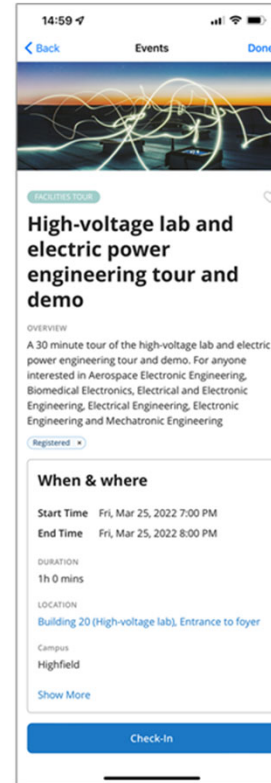 14:59
Back
Events
Done
FACILITIES TOUR
High-voltage lab and
electric power
engineering tour and
demo
OVERVIEW
A 30 minute tour of the high-voltage lab and electric
power engineering tour and demo. For anyone
interested in Aerospace Electronic Engineering,
Biomedical Electronics, Electrical and Electronic
Engineering, Electrical Engineering, Electronic
Engineering and Mechatronic Engineering
Registered ×
When & where
Start Time Fri, Mar 25, 2022 7:00 PM
End Time Fri, Mar 25, 2022 8:00 PM
DURATION
1h 0 mins
LOCATION
Building 20 (High-voltage lab), Entrance to foyer
Campus
Highfield
Show More
Check-In